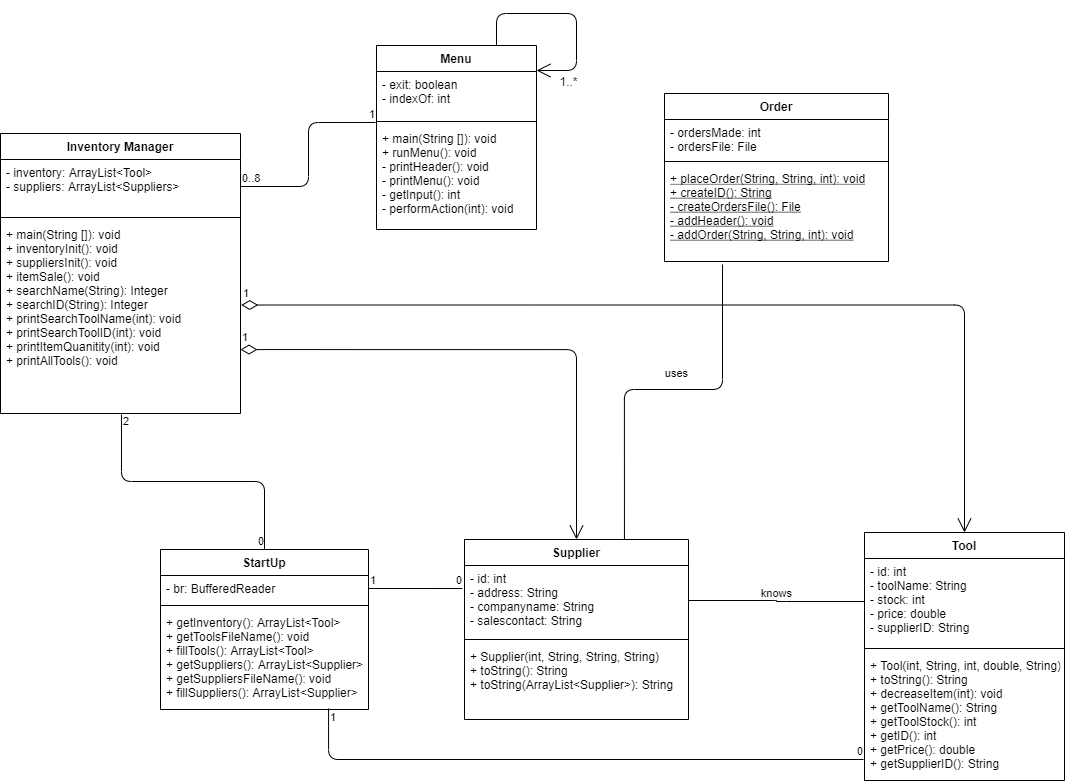 Menu
- exit: boolean
- indexOf: int
+ main(String []): void
+ runMenu(): void
- printHeader(): void
- printMenu(): void
- getInput(): int
- performAction(int): void
1..*
1
0..8
Inventory Manager
- inventory: ArrayList<Tool>
- suppliers: ArrayList<Suppliers>
+ main(String []): void
+ inventoryInit(): void
+ suppliersInit(): void
+ itemSale(): void
+ searchName(String): Integer
+ searchID(String): Integer
+ printSearchToolName(int): void
+ printSearchToolID(int): void
+ printItemQuanitity(int): void
+ printAllTools(): void
Order
- ordersMade: int
- ordersFile: File
+ placeOrder(String, String, int): void
+ createID(): String
- createOrdersFile(): File
- addHeader(): void
- addOrder(String, String, int): void
1
1
uses
2
0
StartUp
- br: BufferedReader
+ getInventory(): ArrayList<Tool>
+ getToolsFileName(): void
+ fillTools(): ArrayList<Tool>
+ getSuppliers(): ArrayList<Supplier>
+ getSuppliersFileName(): void
+ fillSuppliers(): ArrayList<Supplier>
1
0
Supplier
- id: int
- address: String
- companyname: String
- salescontact: String
+ Supplier(int, String, String, String)
+ toString(): String
+ toString(ArrayList<Supplier>): String
knows
Tool
- id: int
- toolName: String
- stock: int
- price: double
- supplierID: String
+ Tool(int, String, int, double, String)
+ toString(): String
+ decreaseItem(int): void
+ getToolName(): String
+ getToolStock(): int
+ getID(): int
+ getPrice(): double
+ getSupplierID(): String
1
0